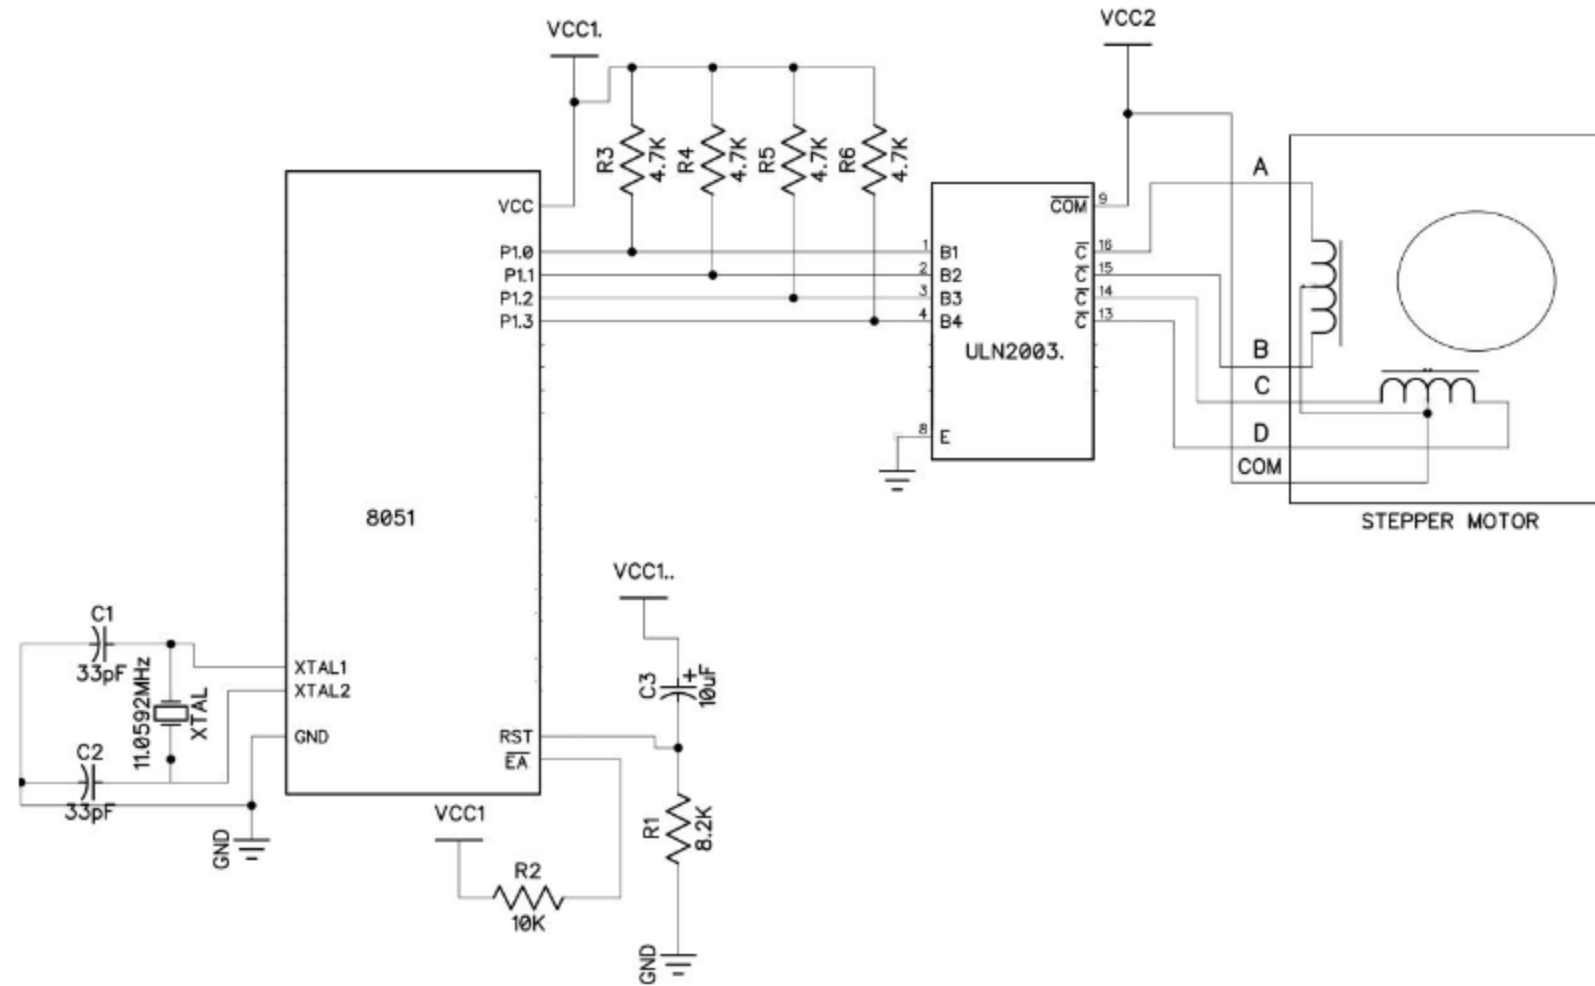 VCC1.
VCC2
R3
4.7K
R4
4.7K
R5
4.7K
R6
4.7K
A
VCC
COM
9
P1.0
1
B1
C
16
P1.1
2
B2
C
15
P1.2
3
B3
C
14
P1.3
4
B4
C
13
ULN2003.
B
C
8
E
D
COM
8051
STEPPER MOTOR
VCC1..
C1
33pF
11.0592MHz
XTAL
XTAL1
XTAL2
C3
+
10uF
GND
RST
EA
C2
33pF
GND
VCC1
R1
8.2K
R2
10K
GND